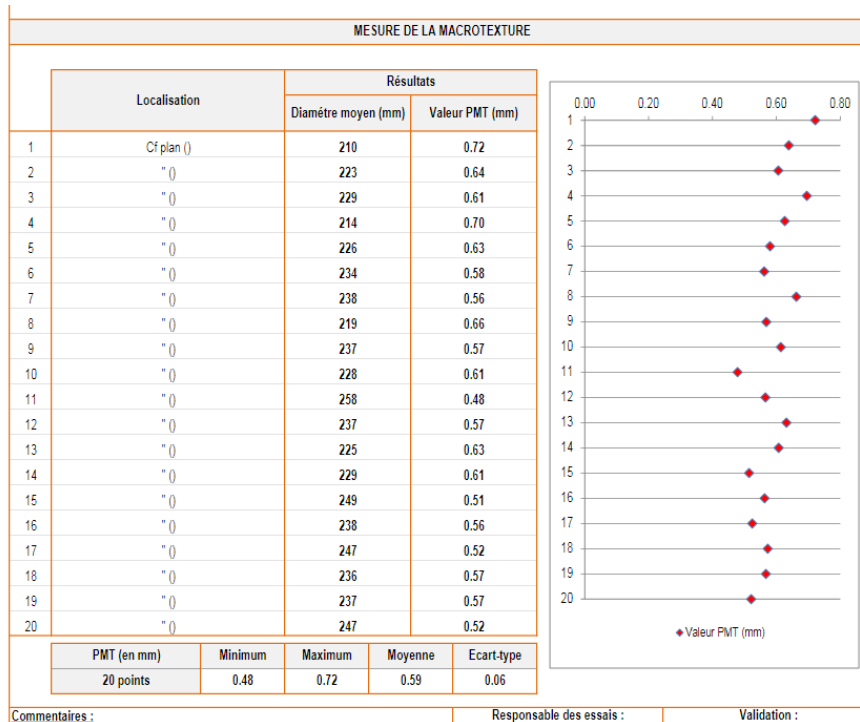 MESURE DE LA MACROTEXTURE
Localisation Résultats
Diamétre moyen (mm) Valeur PMT (mm)
1 Cf plan () 210 0.72
2 " () 223 0.64
3 " () 229 0.61
4 " () 214 0.70
5 " () 226 0.63
6 " () 234 0.58
7 " () 238 0.56
8 " () 219 0.66
9 " () 237 0.57
10 " () 228 0.61
11 " () 258 0.48
12 " () 237 0.57
13 " () 225 0.63
14 " () 229 0.61
15 " () 249 0.51
16 " () 238 0.56
17 " () 247 0.52
18 " () 236 0.57
19 " () 237 0.57
20 " () 247 0.52
PMT (en mm) Minimum Maximum Moyenne Ecart-type
20 points 0.48 0.72 0.59 0.06
0.00 0.20 0.40 0.60 0.80
1
2
3
4
5
6
7
8
9
10
11
12
13
14
15
16
17
18
19
20
Valeur PMT (mm)
Commentaires : Responsable des essais : Validation :